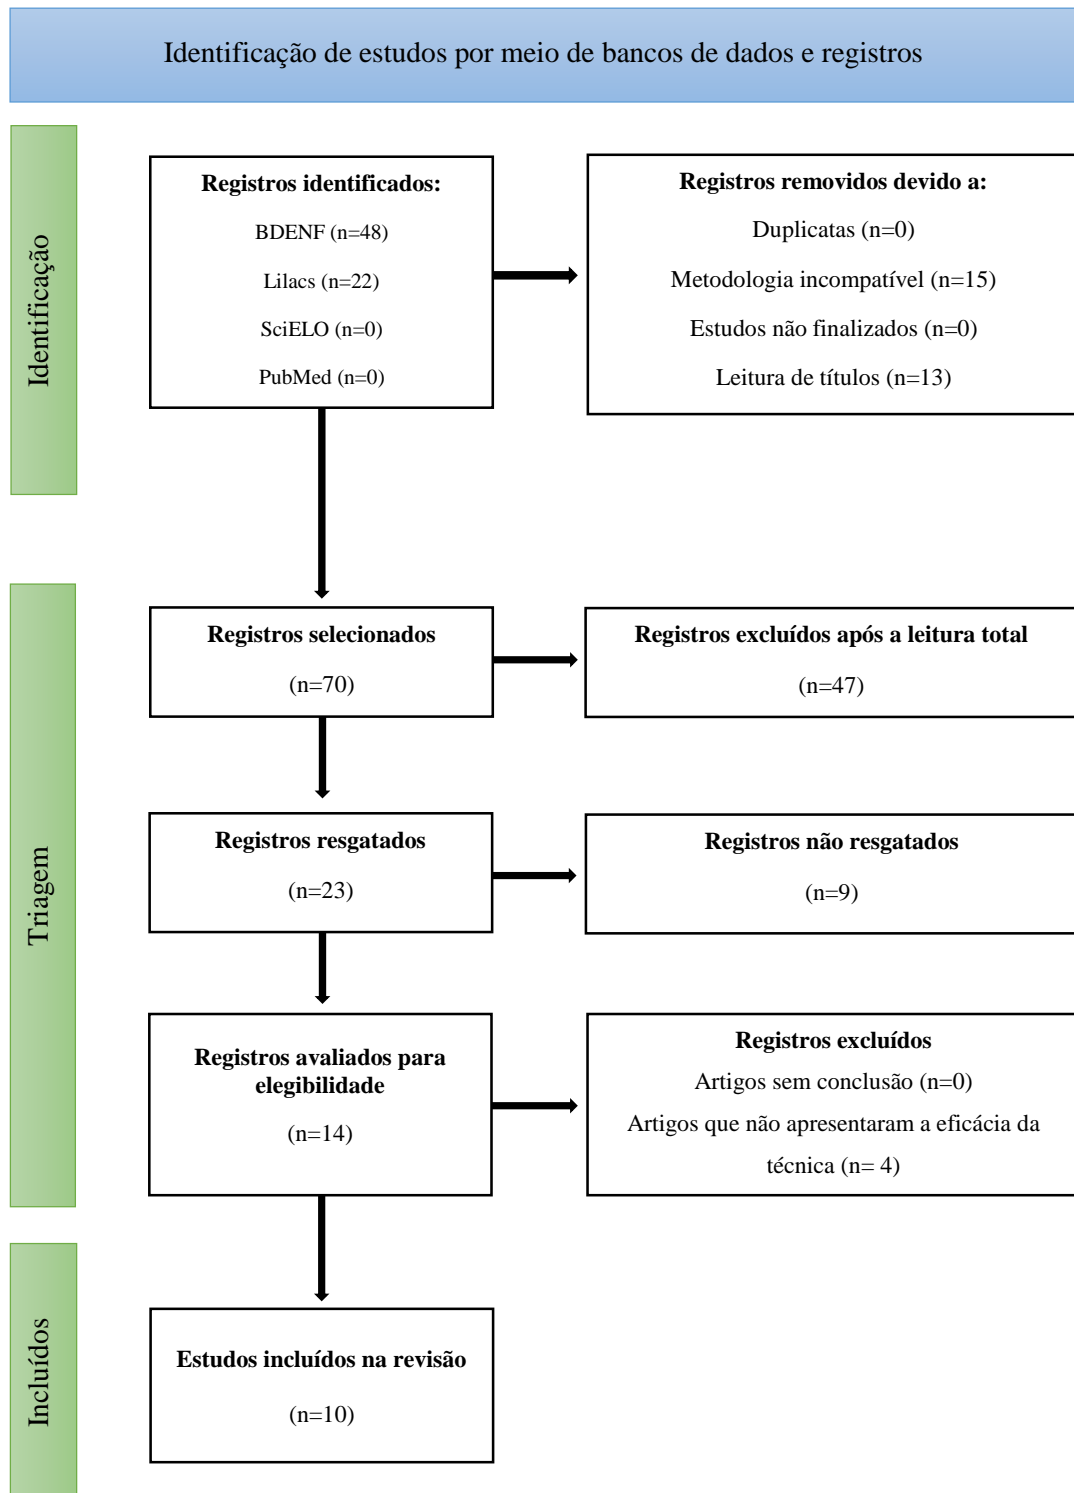 Identificação de estudos por meio de bancos de dados e registros
Identificação
Registros identificados:
BDENF (n=48)
Lilacs (n=22)
SciELO (n=0)
PubMed (n=0)
Registros removidos devido a:
Duplicatas (n=0)
Metodologia incompatível (n=15)
Estudos não finalizados (n=0)
Leitura de títulos (n=13)
Triagem
Registros selecionados
(n=70)
Registros excluídos após a leitura total
(n=47)
Registros resgatados
(n=23)
Registros não resgatados
(n=9)
Registros avaliados para
elegibilidade
(n=14)
Registros excluídos
Artigos sem conclusão (n=0)
Artigos que não apresentaram a eficácia da
técnica (n= 4)
Incluídos
Estudos incluídos na revisão
(n=10)